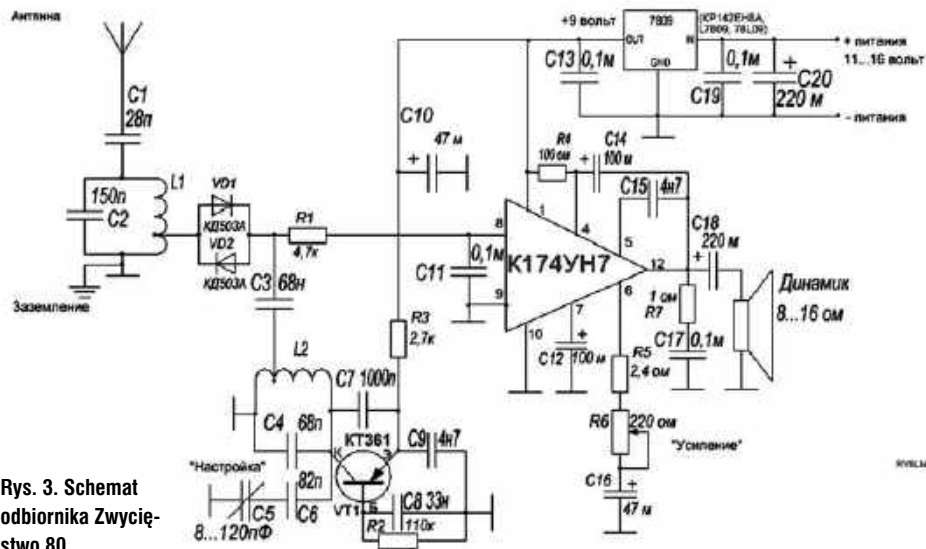 Антенна
C1
28п
150п
C2
L1
Заземление
VD1
КД503А
VD2
КД503А
R1
4,7к
C3
68н
+9 вольт
7809
OUT
IN
GND
(КР142ЕН8А,
L7809, 78L09)
+ питания
11...16 вольт
- питания
C13
0,1м
0,1м
C19
+
C20
220 м
C10
+
47 м
R4
100 ом
C14
+
100 м
C15
4н7
1
4
5
8
9
10
7
6
12
К174УН7
0,1м
C11
C12
+
100 м
C18
+
220 м
1 ом
R7
C17
0,1м
Динамик
8...16 ом
R5
2,4 ом
R6
220 ом
"Усиление"
C16
+
47 м
R3
2,7к
L2
C7 1000п
C4
68п
82п
C6
"Настройка"
C5
8...120пФ
КТ361
К
Э
Б
VT1
C9
4н7
C8 33н
R2
110к
Rys. 3. Schemat
odbiornika Zwycię-
stwo 80